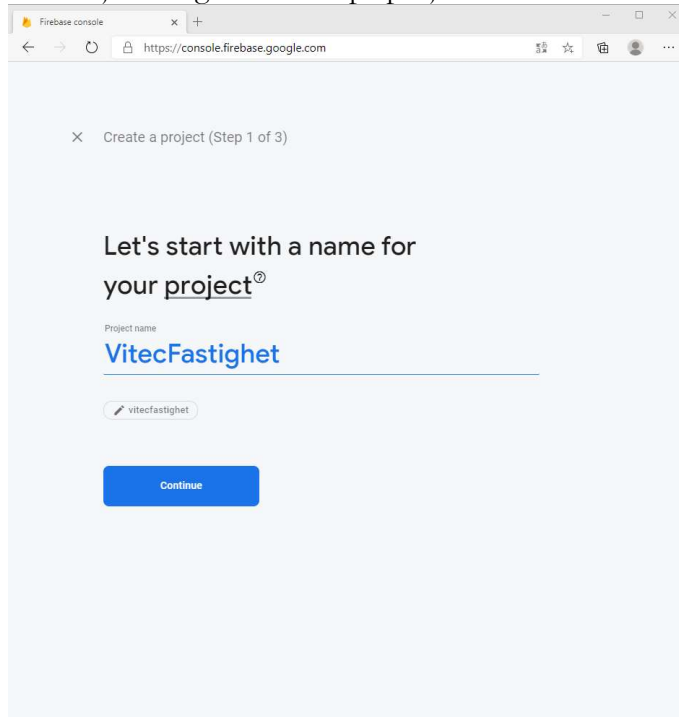 Firebase console
https://console.firebase.google.com
Create a project (Step 1 of 3)
Let's start with a name for
your project
Project name
VitecFastighet
vitecfastighet
Continue